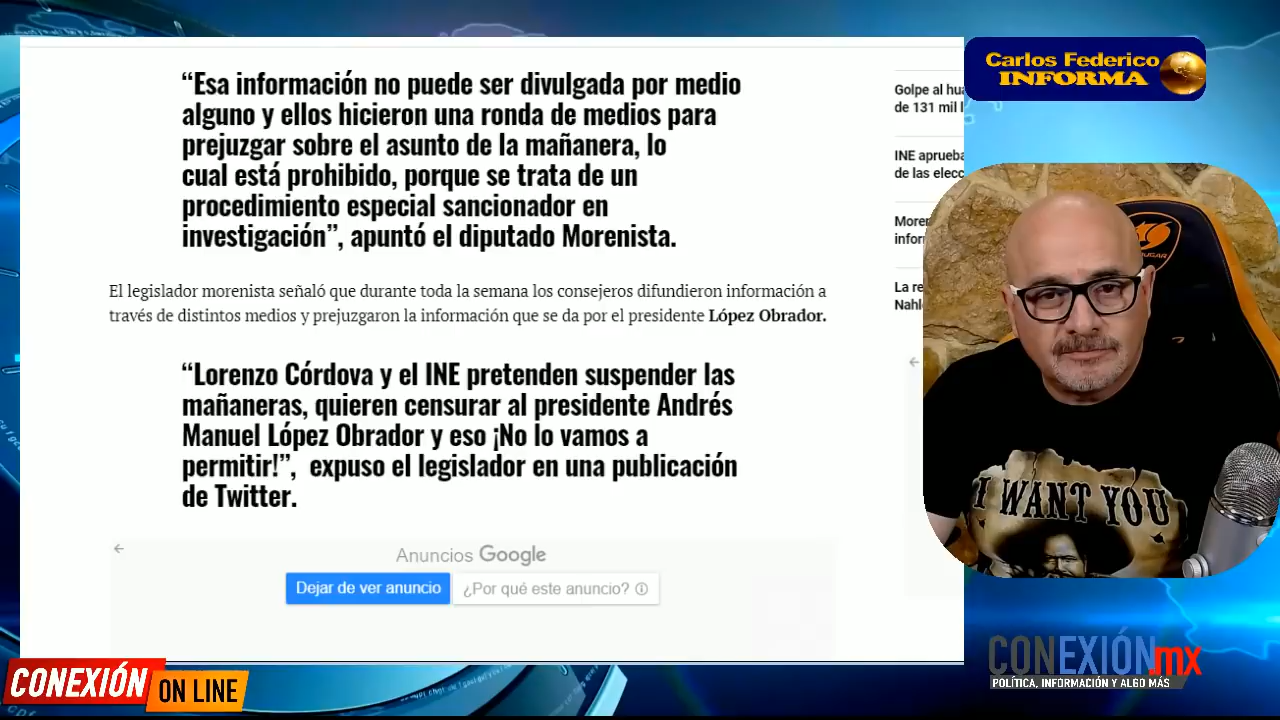 “Esa información no puede ser divulgada por medio
alguno y ellos hicieron una ronda de medios para
prejuzgar sobre el asunto de la mañanera, lo
cual está prohibido, porque se trata de un
procedimiento especial sancionador en
investigación”, apuntó el diputado Morenista.
El legislador morenista señaló que durante toda la semana los consejeros difundieron información a
través de distintos medios y prejuzgaron la información que se da por el presidente López Obrador.
“Lorenzo Córdova y el INE pretenden suspender las
mañaneras, quieren censurar al presidente Andrés
Manuel López Obrador y eso ¡No lo vamos a
permitir!”, expuso el legislador en una publicación
de Twitter.
Anuncios Google
Dejar de ver anuncio
¿Por qué este anuncio?
Golpe al
de 131 mil
INE aprueba
de las
La
Carlos Federico
INFORMA
COUGAR
I WANT YOU
CONEXIÓN.mx
POLÍTICA, INFORMACIÓN Y ALGO MÁS
CONEXIÓN
ON LINE